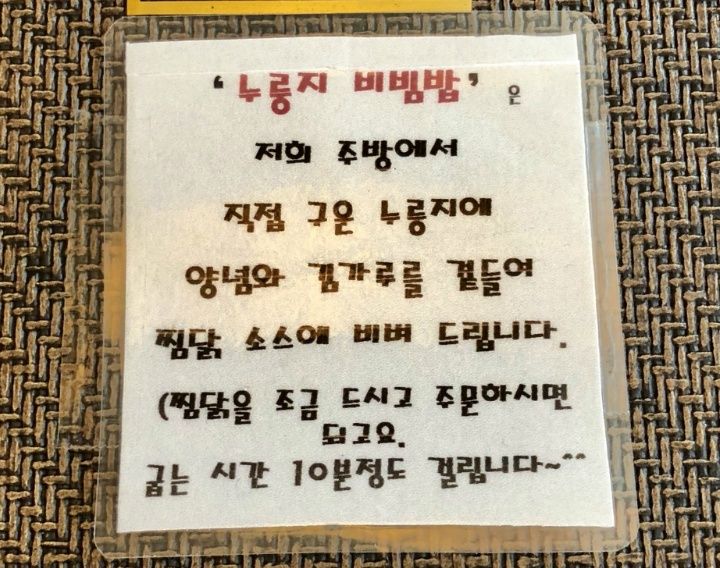 ‘누룽지 비빔밥’은
저희 주방에서
직접 구운 누룽지에
양념와 김가루를 곁들여
찜닭 소스에 비벼 드립니다.
(찜닭을 조금 드시고 주문하시면
되고요.
굽는 시간 10분정도 걸립니다~^^